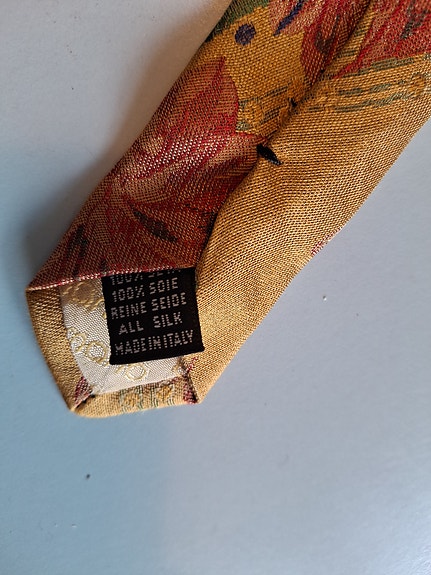 100% SOIE
REINE SEIDE
ALL SILK
MADE IN ITALY